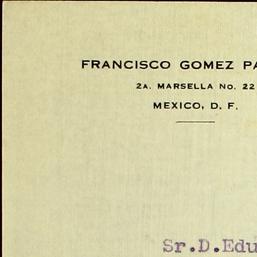 FRANCISCO GOMEZ PA
2A. MARSELLA No. 22
MEXICO, D. F.
Sr.D.Edu